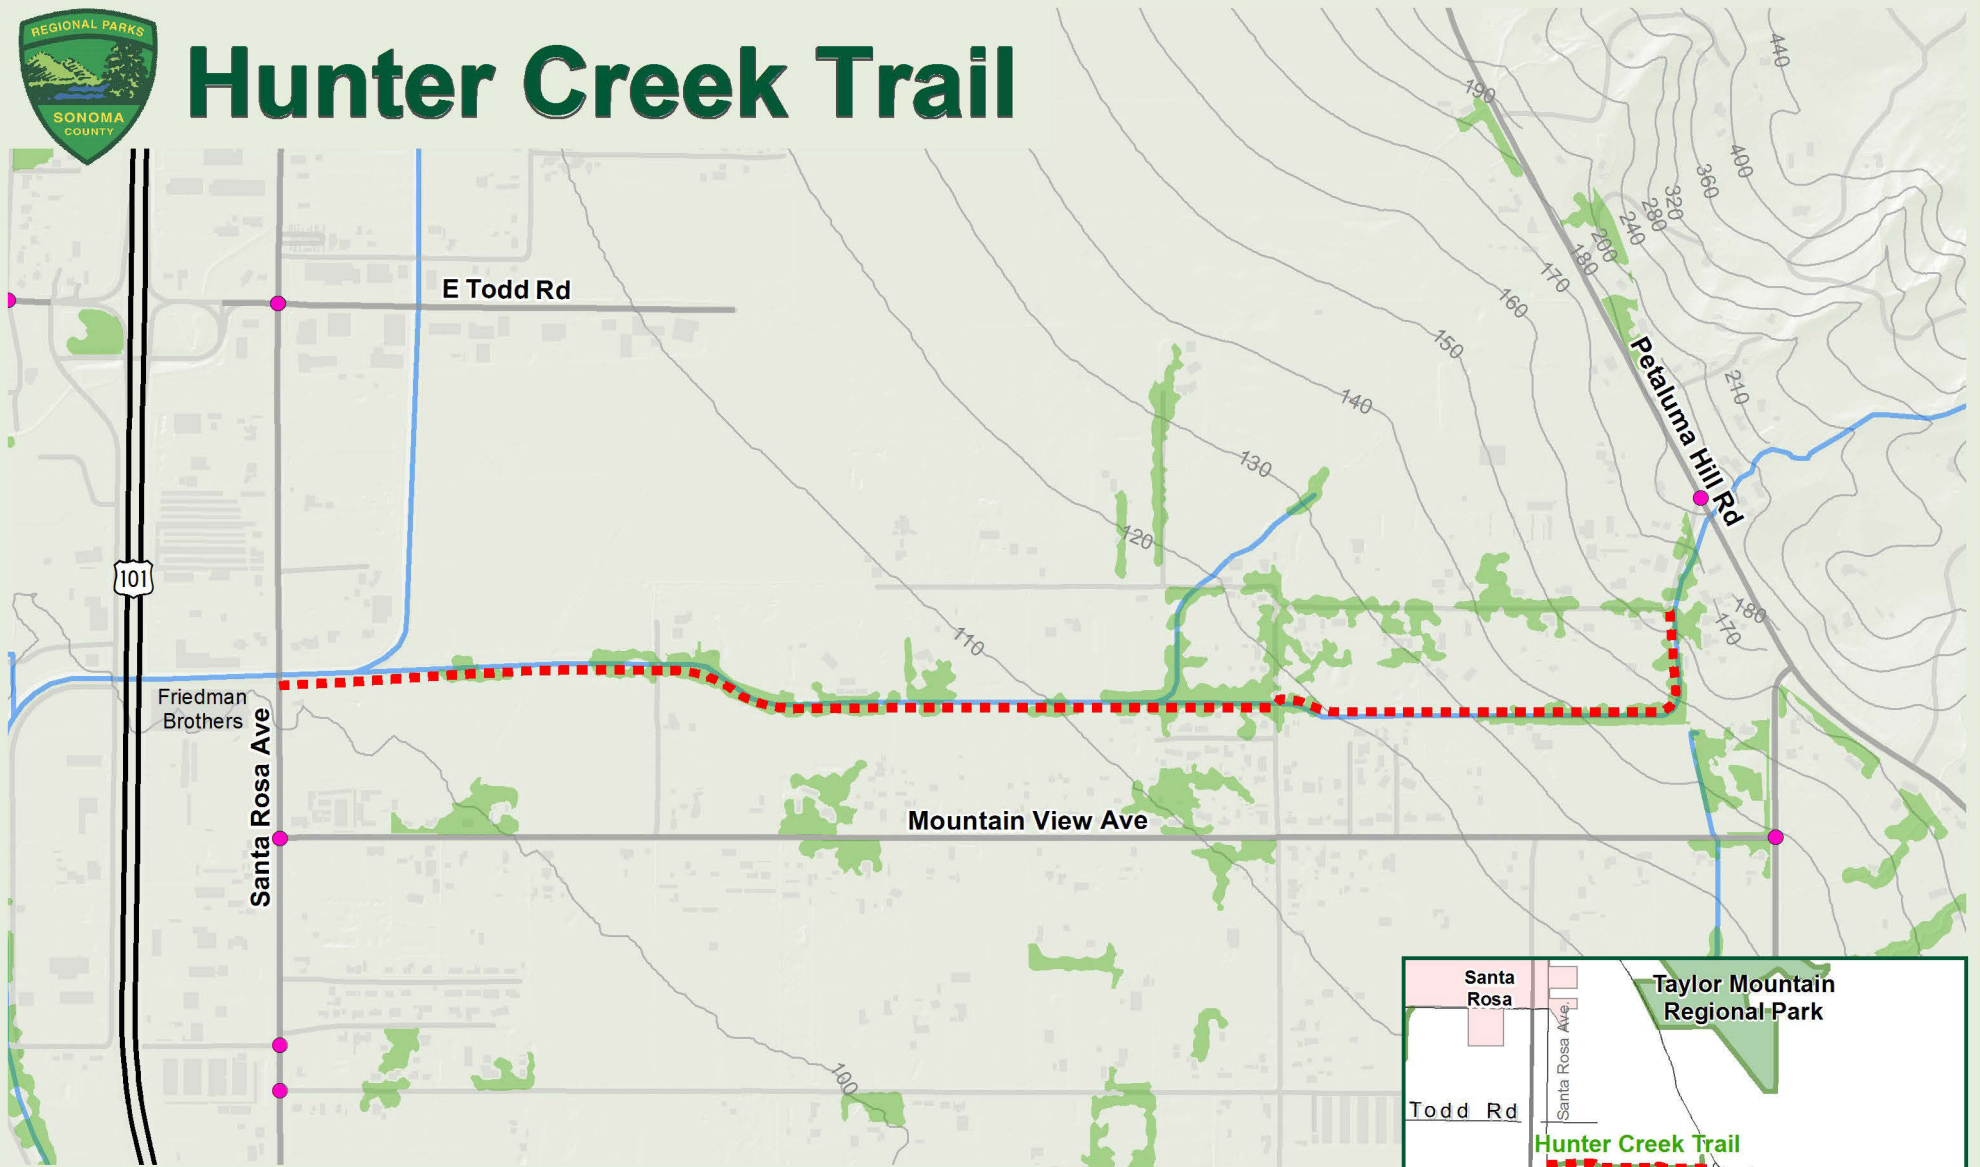 REGIONAL PARKS
SONOMA
COUNTY
Hunter Creek Trail
440
190
400
360
320
280
240
200
180
170
160
150
140
130
120
110
210
180
170
100
E Todd Rd
Petaluma Hill Rd
101
Friedman
Brothers
Santa Rosa Ave
Mountain View Ave
Santa
Rosa
Taylor Mountain
Regional Park
Santa Rosa Ave.
Todd Rd
Hunter Creek Trail